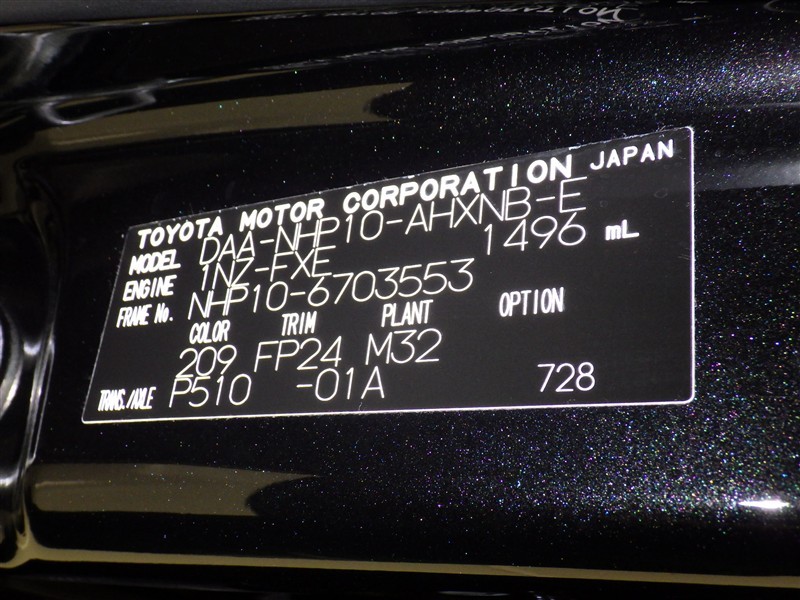 TOYOTA MOTOR CORPORATION JAPAN
MODEL DAA-NHP10-AHXNB-E
ENGINE 1NZ-FXE 1496 mL
FRAME No. NHP10-6703553
COLOR TRIM PLANT OPTION
209 FP24 M32
TRANS./AXLE P510 -01A 728